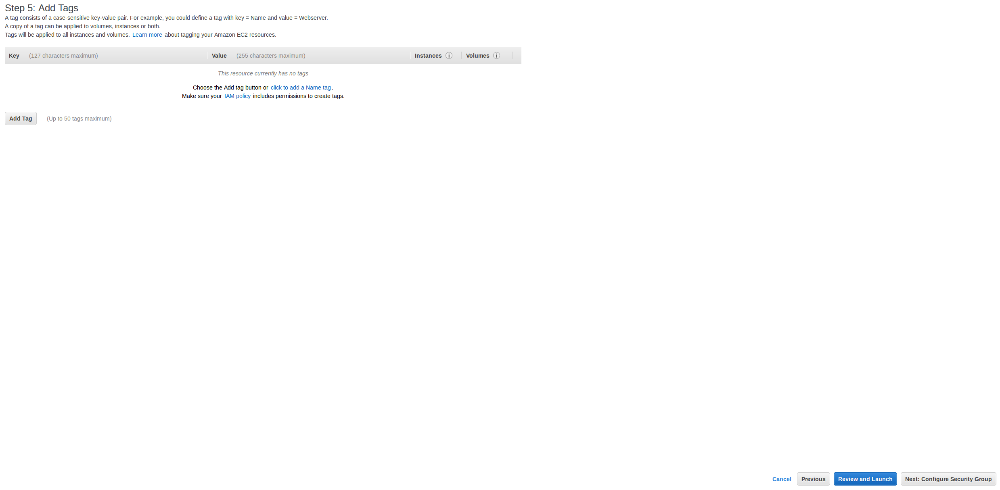 Step 5: Add Tags
A tag consists of a case-sensitive key-value pair. For example, you could define a tag with key = Name and value = Webserver.
A copy of a tag can be applied to volumes, instances or both.
Tags will be applied to all instances and volumes. Learn more about tagging your Amazon EC2 resources.
Key (127 characters maximum) Value (255 characters maximum) Instances i Volumes i
This resource currently has no tags
Choose the Add tag button or click to add a Name tag.
Make sure your IAM policy includes permissions to create tags.
Add Tag (Up to 50 tags maximum)
Cancel Previous Review and Launch Next: Configure Security Group